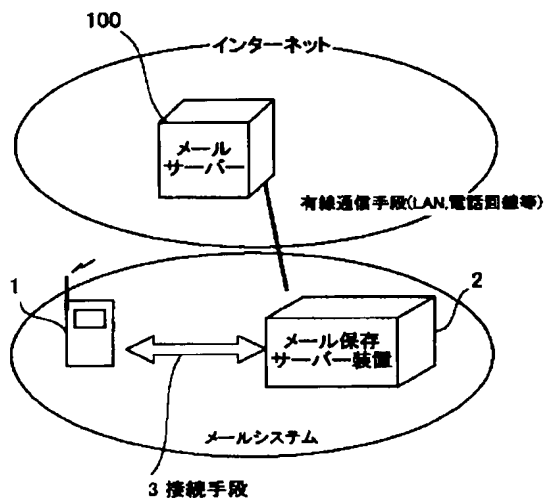 100
インターネット
メール
サーバー
有線通信手段(LAN,電話回線等)
1
2
メール保存
サーバー装置
メールシステム
3 接続手段